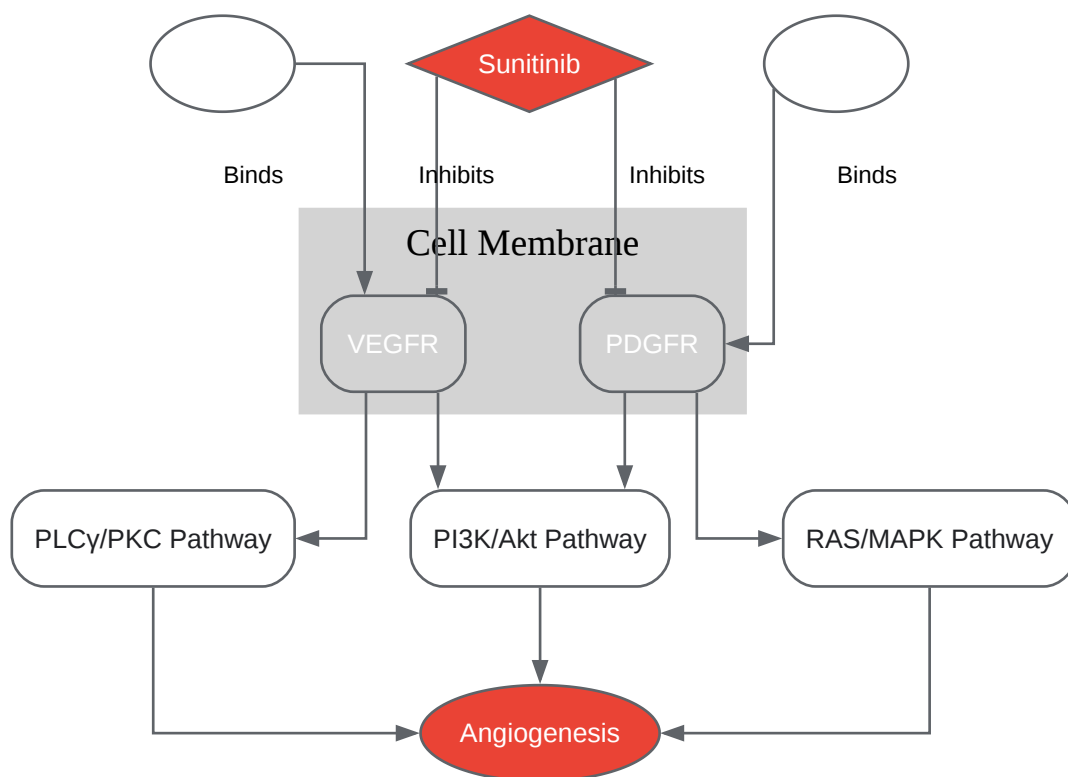 Sunitinib
Binds
Inhibits
Inhibits
Binds
Cell Membrane
VEGFR
PDGFR
PLCγ/PKC Pathway
PI3K/Akt Pathway
RAS/MAPK Pathway
Angiogenesis